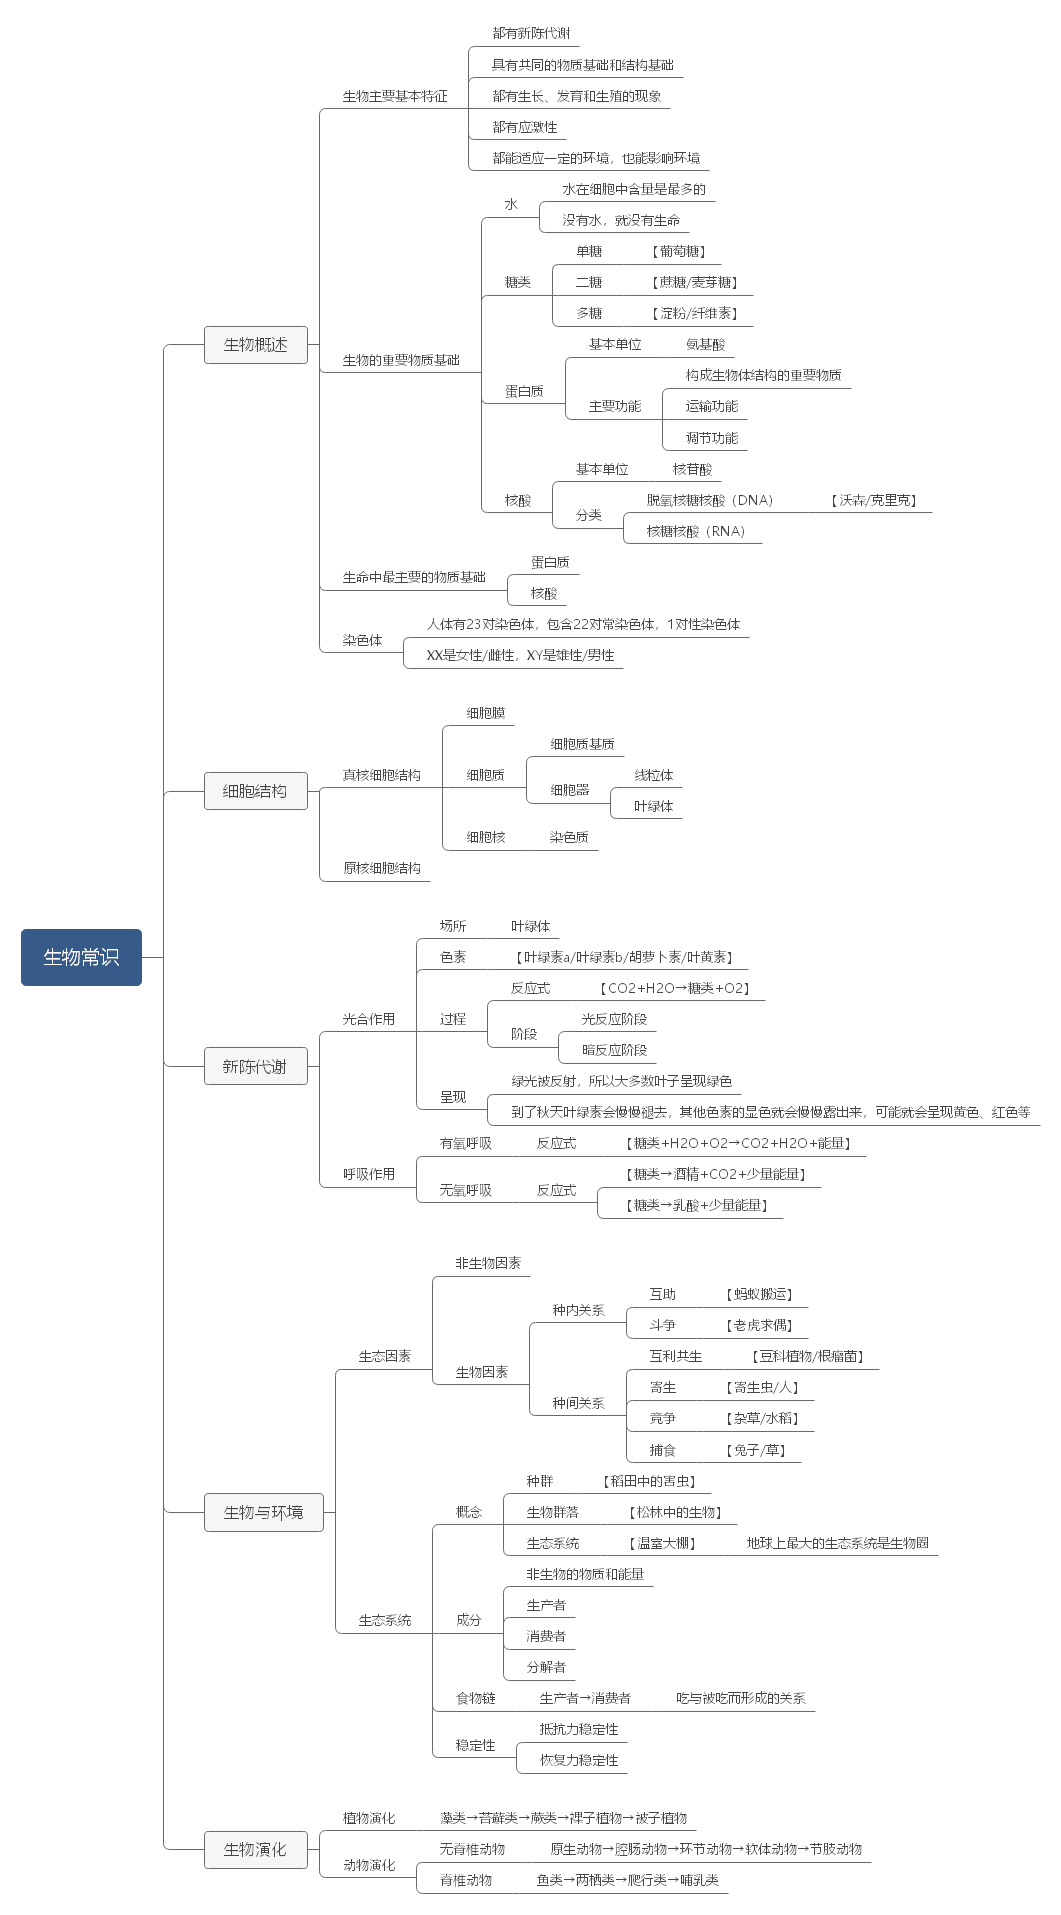 都有新陈代谢
具有共同的物质基础和结构基础
生物主要基本特征
都有生长、发育和生殖的现象
都有应激性
都能适应一定的环境，也能影响环境
水在细胞中含量是最多的
水
没有水，就没有生命
单糖 【葡萄糖】
糖类 二糖 【蔗糖/麦芽糖】
多糖 【淀粉/纤维素】
生物概述
基本单位 氨基酸
生物的重要物质基础
构成生物体结构的重要物质
蛋白质
主要功能 运输功能
调节功能
基本单位 核苷酸
核酸 脱氧核糖核酸（DNA） 【沃森/克里克】
分类
核糖核酸（RNA）
蛋白质
生命中最主要的物质基础
核酸
人体有23对染色体，包含22对常染色体，1对性染色体
染色体
XX是女性/雌性，XY是雄性/男性
细胞膜
细胞质基质
真核细胞结构 细胞质 线粒体
细胞结构 细胞器
叶绿体
细胞核 染色质
原核细胞结构
场所 叶绿体
生物常识 色素 【叶绿素a/叶绿素b/胡萝卜素/叶黄素】
反应式 【CO2+H2O→糖类+O2】
光合作用 过程 光反应阶段
阶段
暗反应阶段
新陈代谢
绿光被反射，所以大多数叶子呈现绿色
呈现
到了秋天叶绿素会慢慢褪去，其他色素的显色就会慢慢露出来，可能就会呈现黄色、红色等
有氧呼吸 反应式 【糖类+H2O+O2→CO2+H2O+能量】
呼吸作用 【糖类→酒精+CO2+少量能量】
无氧呼吸 反应式
【糖类→乳酸+少量能量】
非生物因素
互助 【蚂蚁搬运】
种内关系
斗争 【老虎求偶】
生态因素 互利共生 【豆科植物/根瘤菌】
生物因素
寄生 【寄生虫/人】
种间关系
竞争 【杂草/水稻】
捕食 【兔子/草】
种群 【稻田中的害虫】
生物与环境 概念 生物群落 【松林中的生物】
生态系统 【温室大棚】 地球上最大的生态系统是生物圈
非生物的物质和能量
生产者
生态系统 成分
消费者
分解者
食物链 生产者→消费者 吃与被吃而形成的关系
抵抗力稳定性
稳定性
恢复力稳定性
植物演化 藻类→苔藓类→蕨类→裸子植物→被子植物
生物演化 无脊椎动物 原生动物→腔肠动物→环节动物→软体动物→节肢动物
动物演化
脊椎动物 鱼类→两栖类→爬行类→哺乳类